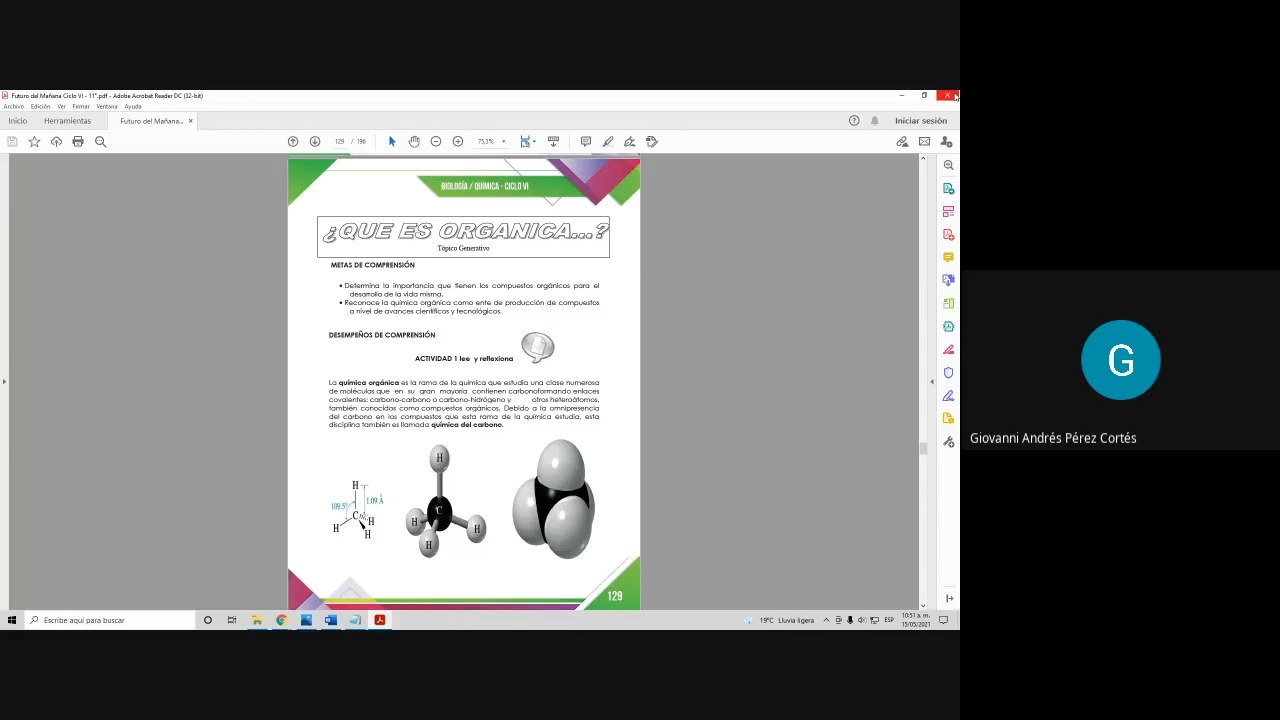 Futuro del Mañana Ciclo VI - 11°.pdf - Adobe Acrobat Reader DC (32-bit)
Archivo Edición Ver Firmar Ventana Ayuda
Inicio Herramientas Futuro del Mañana... × Iniciar sesión
129 / 196 75,3%
BIOLOGÍA / QUÍMICA - CICLO VI
¿QUE ES ORGANICA...?
Tópico Generativo
METAS DE COMPRENSIÓN
• Determina la importancia que tienen los compuestos orgánicos para el
desarrollo de la vida misma.
• Reconoce la química orgánica como ente de producción de compuestos
a nivel de avances científicos y tecnológicos.
DESEMPEÑOS DE COMPRENSIÓN
ACTIVIDAD 1 lee y reflexiona
La química orgánica es la rama de la química que estudia una clase numerosa
de moléculas que en su gran mayoría contienen carbonoformando enlaces
covalentes: carbono-carbono o carbono-hidrógeno y otros heteroátomos,
también conocidos como compuestos orgánicos. Debido a la omnipresencia
del carbono en los compuestos que esta rama de la química estudia, esta
disciplina también es llamada química del carbono.
H
109.5° 1.09 Å
C
H H
H
H
C
H H
H
129
G
Giovanni Andrés Pérez Cortés
Escribe aquí para buscar
19°C Lluvia ligera
ESP
10:51 a. m.
15/05/2021